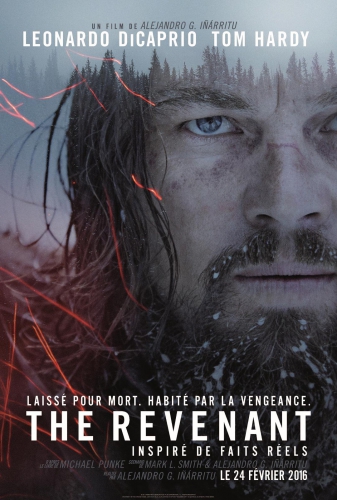 UN FILM DE ALEJANDRO G. IÑÁRRITU
LEONARDO DiCAPRIO TOM HARDY
LAISSÉ POUR MORT. HABITÉ PAR LA VENGEANCE.
THE REVENANT
INSPIRÉ DE FAITS RÉELS
MICHAEL PUNKE MARK L. SMITH & ALEJANDRO G. IÑÁRRITU
ALEJANDRO G. IÑÁRRITU LE 24 FÉVRIER 2016